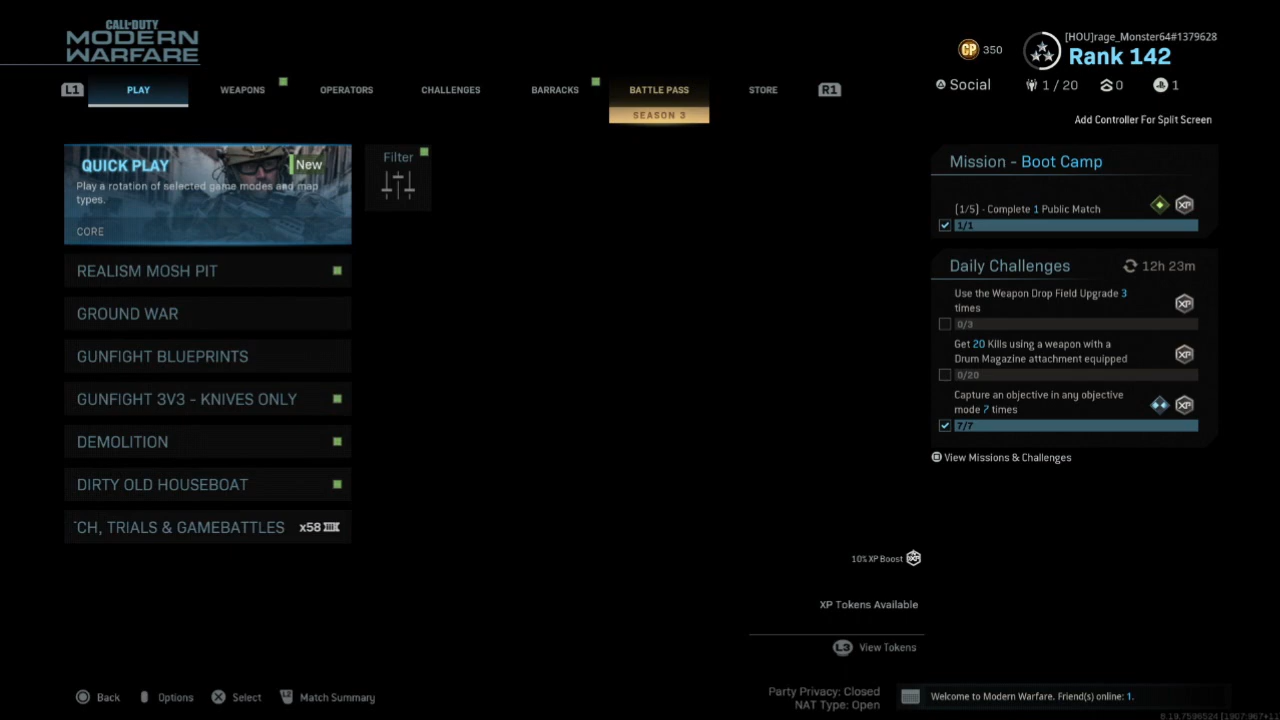 CALL OF DUTY
MODERN
WARFARE
CP 350
[HOU]rage_Monster64#1379628
Rank 142
L1
PLAY
WEAPONS
OPERATORS
CHALLENGES
BARRACKS
BATTLE PASS
SEASON 3
STORE
R1
Social
1 / 20
0
1
Add Controller For Split Screen
QUICK PLAY
New
Play a rotation of selected game modes and map
types.
CORE
Filter
REALISM MOSH PIT
GROUND WAR
GUNFIGHT BLUEPRINTS
GUNFIGHT 3V3 - KNIVES ONLY
DEMOLITION
DIRTY OLD HOUSEBOAT
CH, TRIALS & GAMEBATTLES x58
Mission - Boot Camp
(1/5) - Complete 1 Public Match
XP
1/1
Daily Challenges
12h 23m
Use the Weapon Drop Field Upgrade 3
times
XP
0/3
Get 20 Kills using a weapon with a
Drum Magazine attachment equipped
XP
0/20
Capture an objective in any objective
mode 7 times
XP
7/7
View Missions & Challenges
10% XP Boost
XP Tokens Available
L3 View Tokens
Back
Options
Select
Match Summary
Party Privacy: Closed
NAT Type: Open
Welcome to Modern Warfare. Friend(s) online: 1.